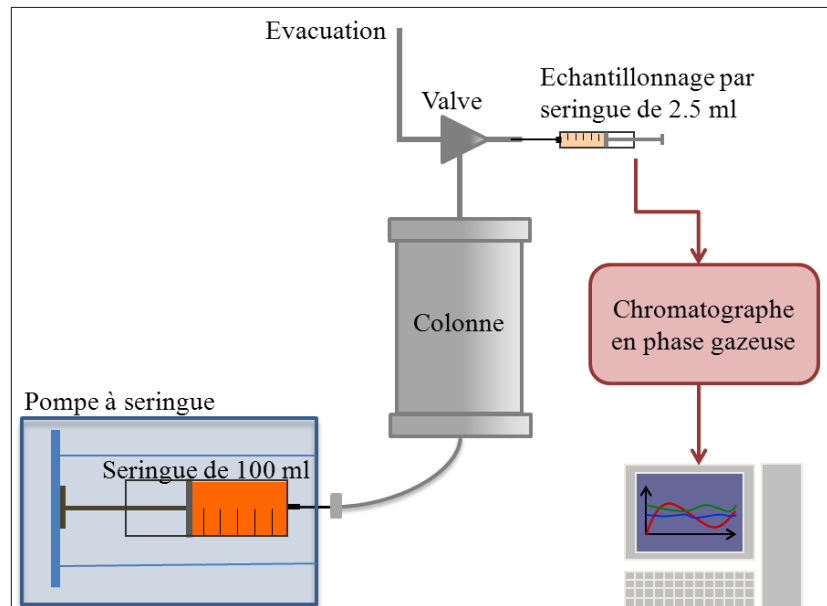 Evacuation
Echantillonnage par
seringue de 2.5 ml
Valve
Colonne
Chromatographe
en phase gazeuse
Pompe à seringue
Seringue de 100 ml